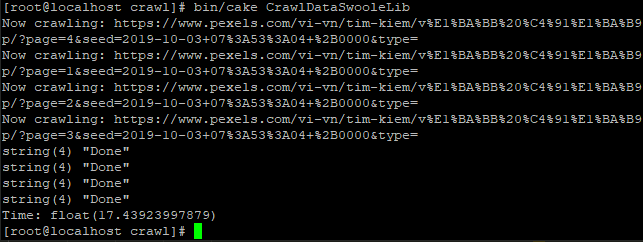 [root@localhost crawl]# bin/cake CrawlDataSwooleLib
Now crawling: https://www.pexels.com/vi-vn/tim-kiem/v%E1%BA%BB%20%C4%91%E1%BA%B9
p/?page=4&seed=2019-10-03+07%3A53%3A04+%2B0000&type=
Now crawling: https://www.pexels.com/vi-vn/tim-kiem/v%E1%BA%BB%20%C4%91%E1%BA%B9
p/?page=1&seed=2019-10-03+07%3A53%3A04+%2B0000&type=
Now crawling: https://www.pexels.com/vi-vn/tim-kiem/v%E1%BA%BB%20%C4%91%E1%BA%B9
p/?page=2&seed=2019-10-03+07%3A53%3A04+%2B0000&type=
Now crawling: https://www.pexels.com/vi-vn/tim-kiem/v%E1%BA%BB%20%C4%91%E1%BA%B9
p/?page=3&seed=2019-10-03+07%3A53%3A04+%2B0000&type=
string(4) "Done"
string(4) "Done"
string(4) "Done"
string(4) "Done"
Time: float(17.43923997879)
[root@localhost crawl]#